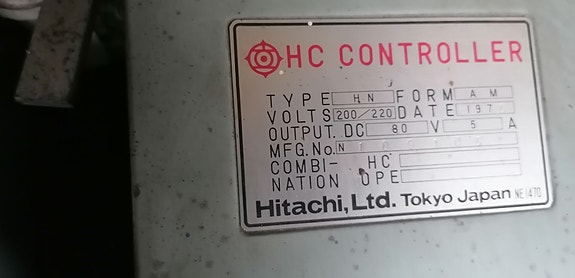 HC CONTROLLER
TYPE HN FORM AM
VOLTS 200/220 DATE 197
OUTPUT. DC 80 V 5 A
MFG. No. N
COMBI- HC
NATION OPE
Hitachi, Ltd. Tokyo Japan NE1470